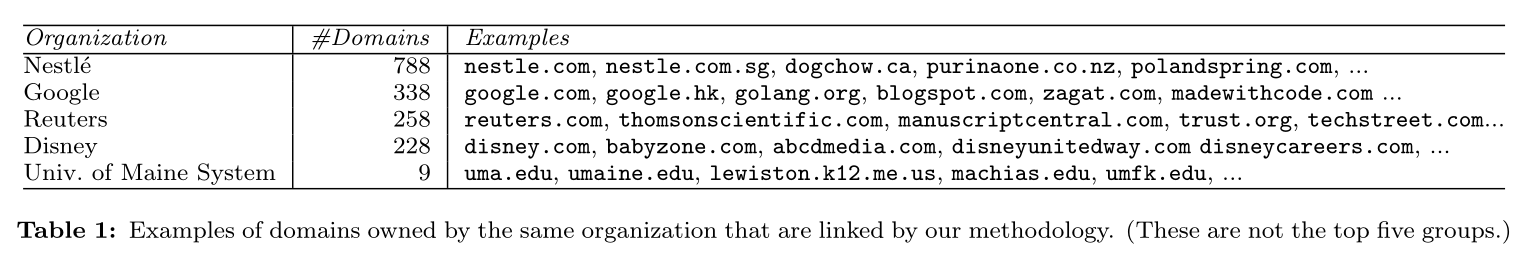 Organization #Domains Examples
Nestlé 788 nestle.com, nestle.com.sg, dogchow.ca, purinaone.co.nz, polandspring.com, ...
Google 338 google.com, google.hk, golang.org, blogspot.com, zagat.com, madewithcode.com ...
Reuters 258 reuters.com, thomsonscientific.com, manuscriptcentral.com, trust.org, techstreet.com...
Disney 228 disney.com, babyzone.com, abcdmedia.com, disneyunitedway.com disneycareers.com, ...
Univ. of Maine System 9 uma.edu, umaine.edu, lewiston.k12.me.us, machias.edu, umfk.edu, ...
Table 1: Examples of domains owned by the same organization that are linked by our methodology. (These are not the top five groups.)